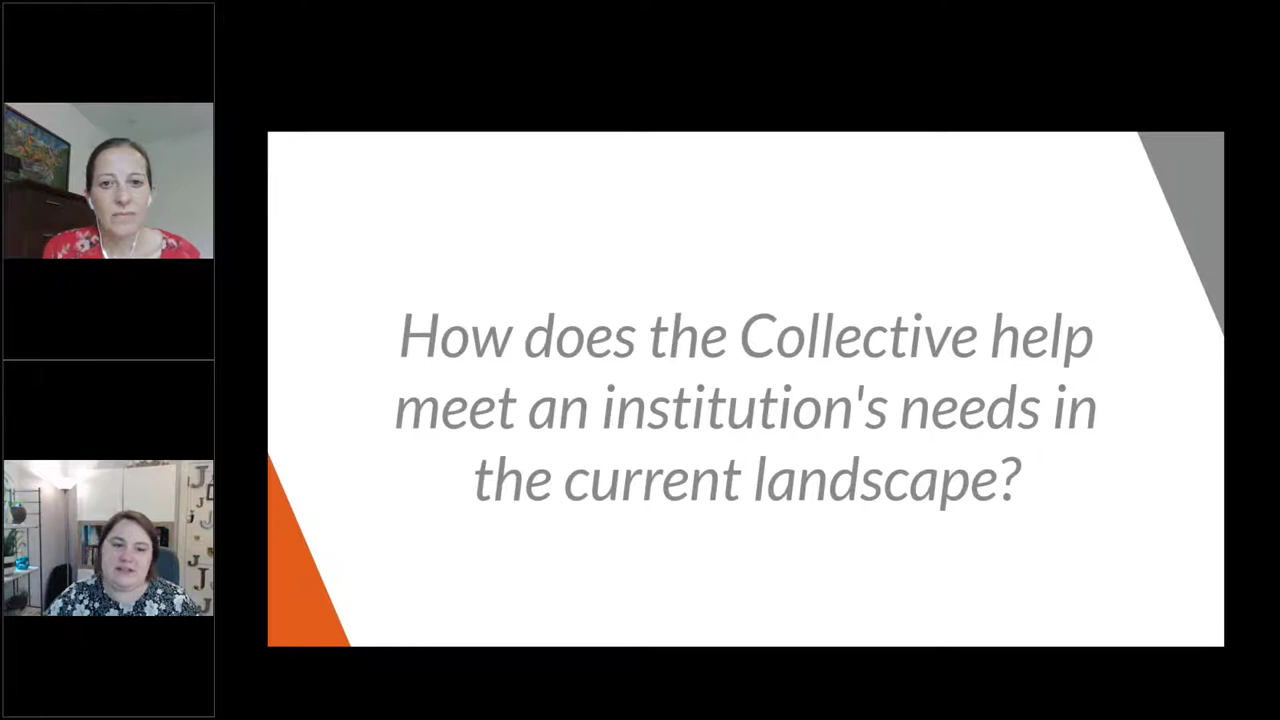 How does the Collective help
meet an institution's needs in
the current landscape?